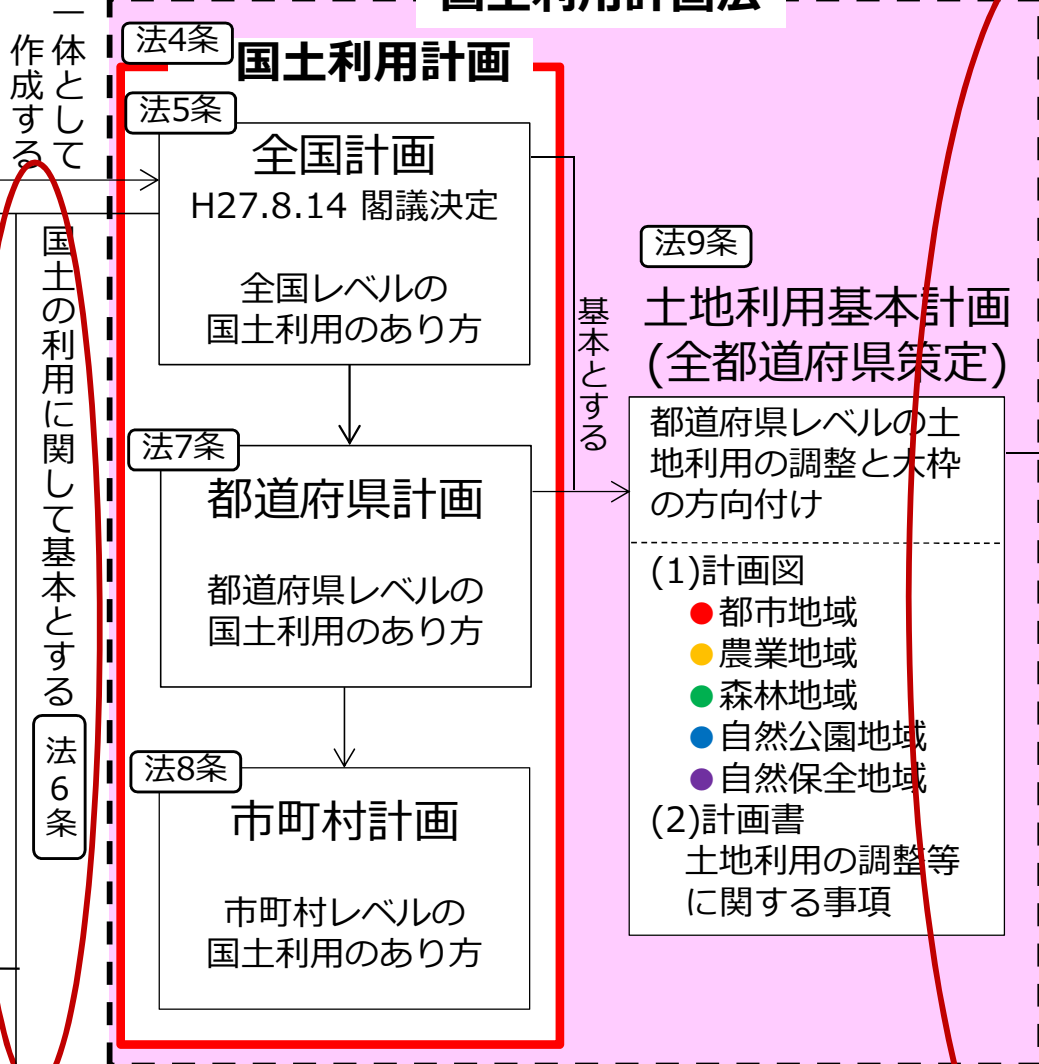 国土利用計画法
一体として
作成する
国土の利用に関して基本とする
法6条
法4条
国土利用計画
法5条
全国計画
H27.8.14 閣議決定
全国レベルの
国土利用のあり方
法7条
都道府県計画
都道府県レベルの
国土利用のあり方
法8条
市町村計画
市町村レベルの
国土利用のあり方
基本とする
法9条
土地利用基本計画
(全都道府県策定)
都道府県レベルの土
地利用の調整と大枠
の方向付け
(1)計画図
●都市地域
●農業地域
●森林地域
●自然公園地域
●自然保全地域
(2)計画書
土地利用の調整等
に関する事項